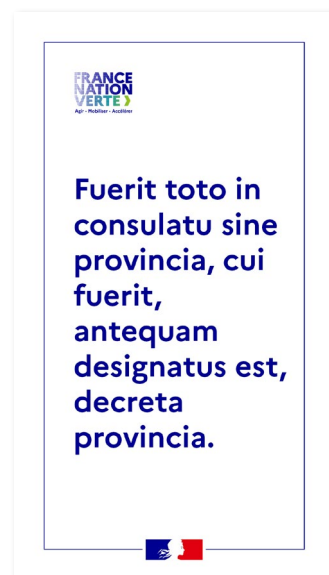 FRANCE
NATION
VERTE
Agir • Mobiliser • Accélérer
Fuerit toto in
consulatu sine
provincia, cui
fuerit,
antequam
designatus est,
decreta
provincia.